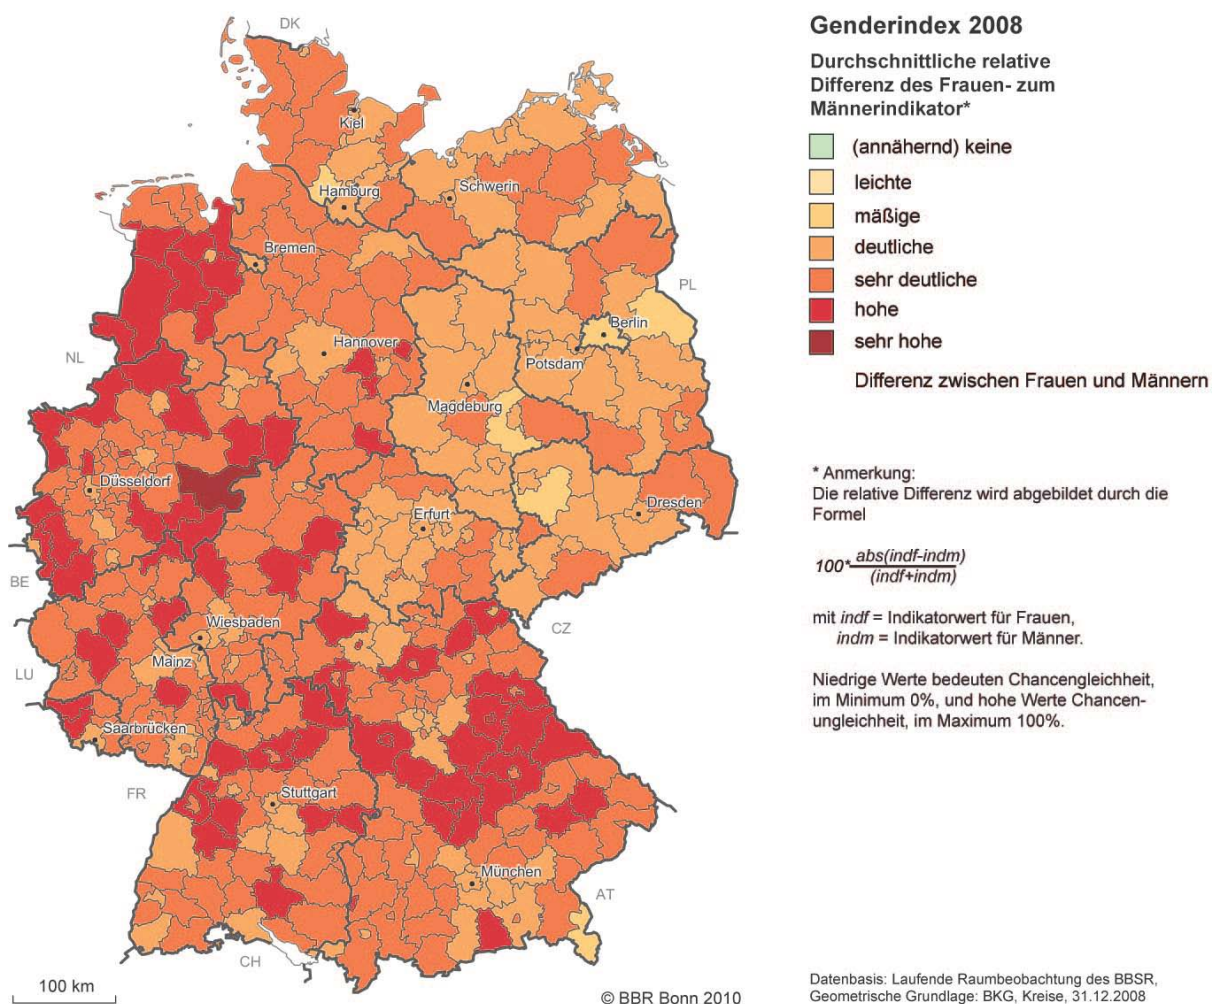 Genderindex 2008
Durchschnittliche relative
Differenz des Frauen- zum
Männerindikator*
(annähernd) keine
leichte
mäßige
deutliche
sehr deutliche
hohe
sehr hohe
Differenz zwischen Frauen und Männern
* Anmerkung:
Die relative Differenz wird abgebildet durch die
Formel
100* abs(indf-indm)
(indf+indm)
mit indf = Indikatorwert für Frauen,
indm = Indikatorwert für Männer.
Niedrige Werte bedeuten Chancengleichheit,
im Minimum 0%, und hohe Werte Chancen-
ungleichheit, im Maximum 100%.
Datenbasis: Laufende Raumbeobachtung des BBSR,
Geometrische Grundlage: BKG, Kreise, 31.12.2008
DK
Kiel
Hamburg
Schwerin
Bremen
PL
Berlin
Hannover
NL
Potsdam
Magdeburg
Düsseldorf
Dresden
Erfurt
BE
Wiesbaden
CZ
Mainz
LU
Saarbrücken
FR
Stuttgart
München
AT
CH
100 km
© BBR Bonn 2010